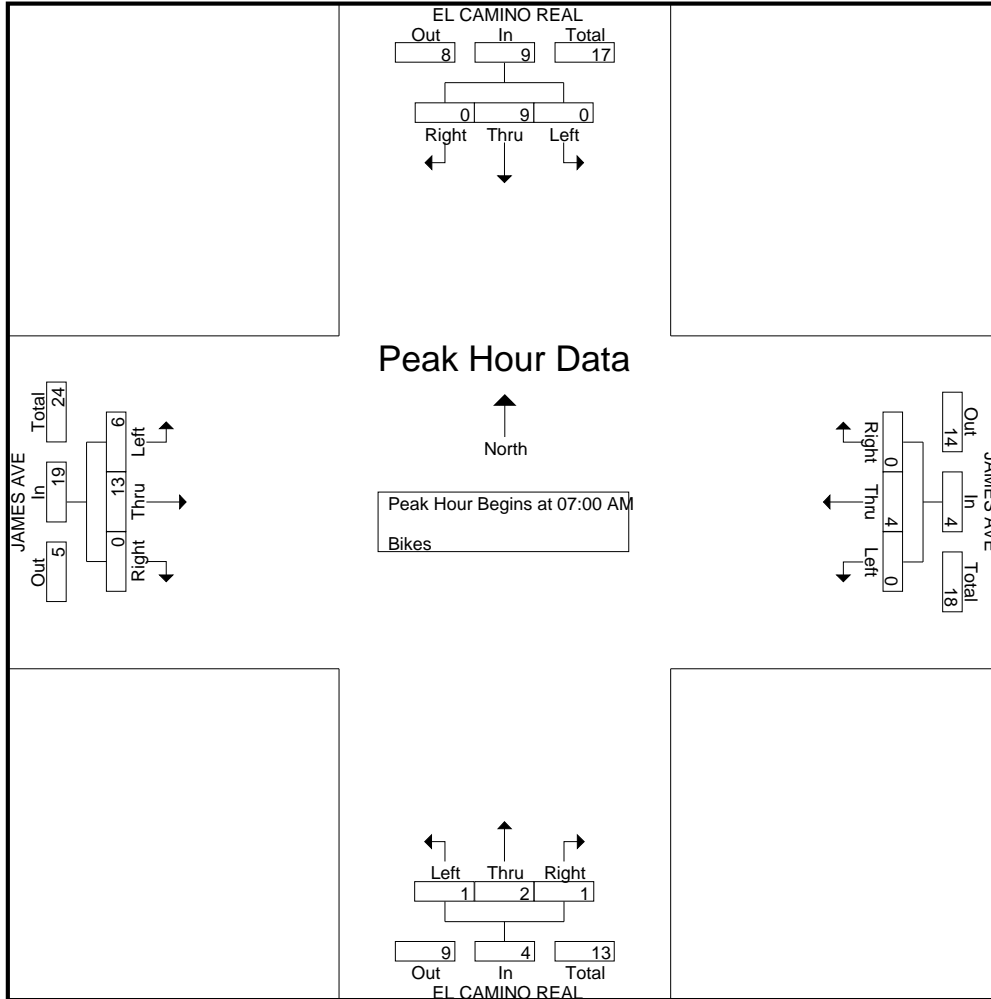 EL CAMINO REAL
Out In Total
8 9 17
0 9 0
Right Thru Left
Peak Hour Data
North
Peak Hour Begins at 07:00 AM
Bikes
JAMES AVE
Out In Total
5 19 24
Left Thru Right
6 13 0
JAMES AVE
Out In Total
14 4 18
Right Thru Left
0 4 0
Left Thru Right
1 2 1
9 4 13
Out In Total
EL CAMINO REAL